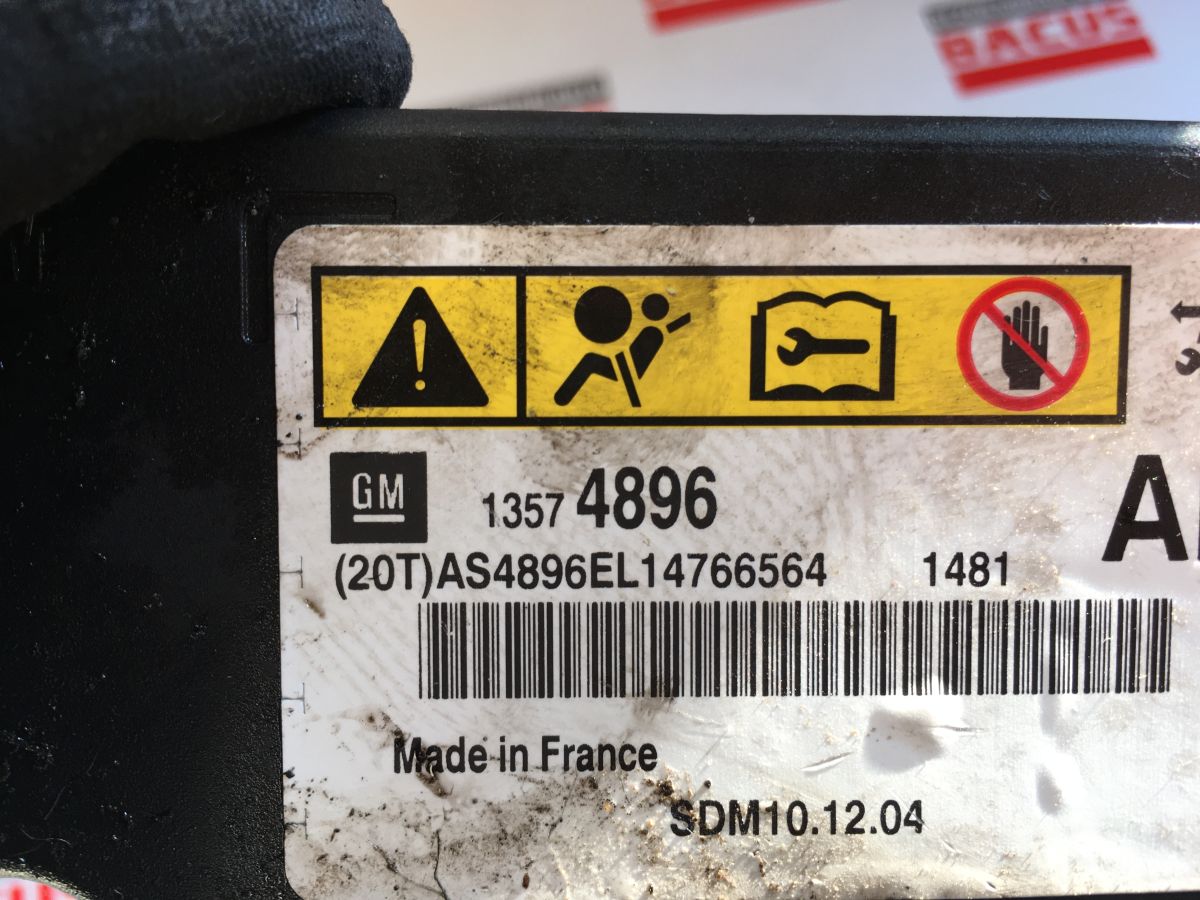 BACUS
GM
1357 4896
(20T)AS4896EL14766564 1481
Made in France
SDM10.12.04